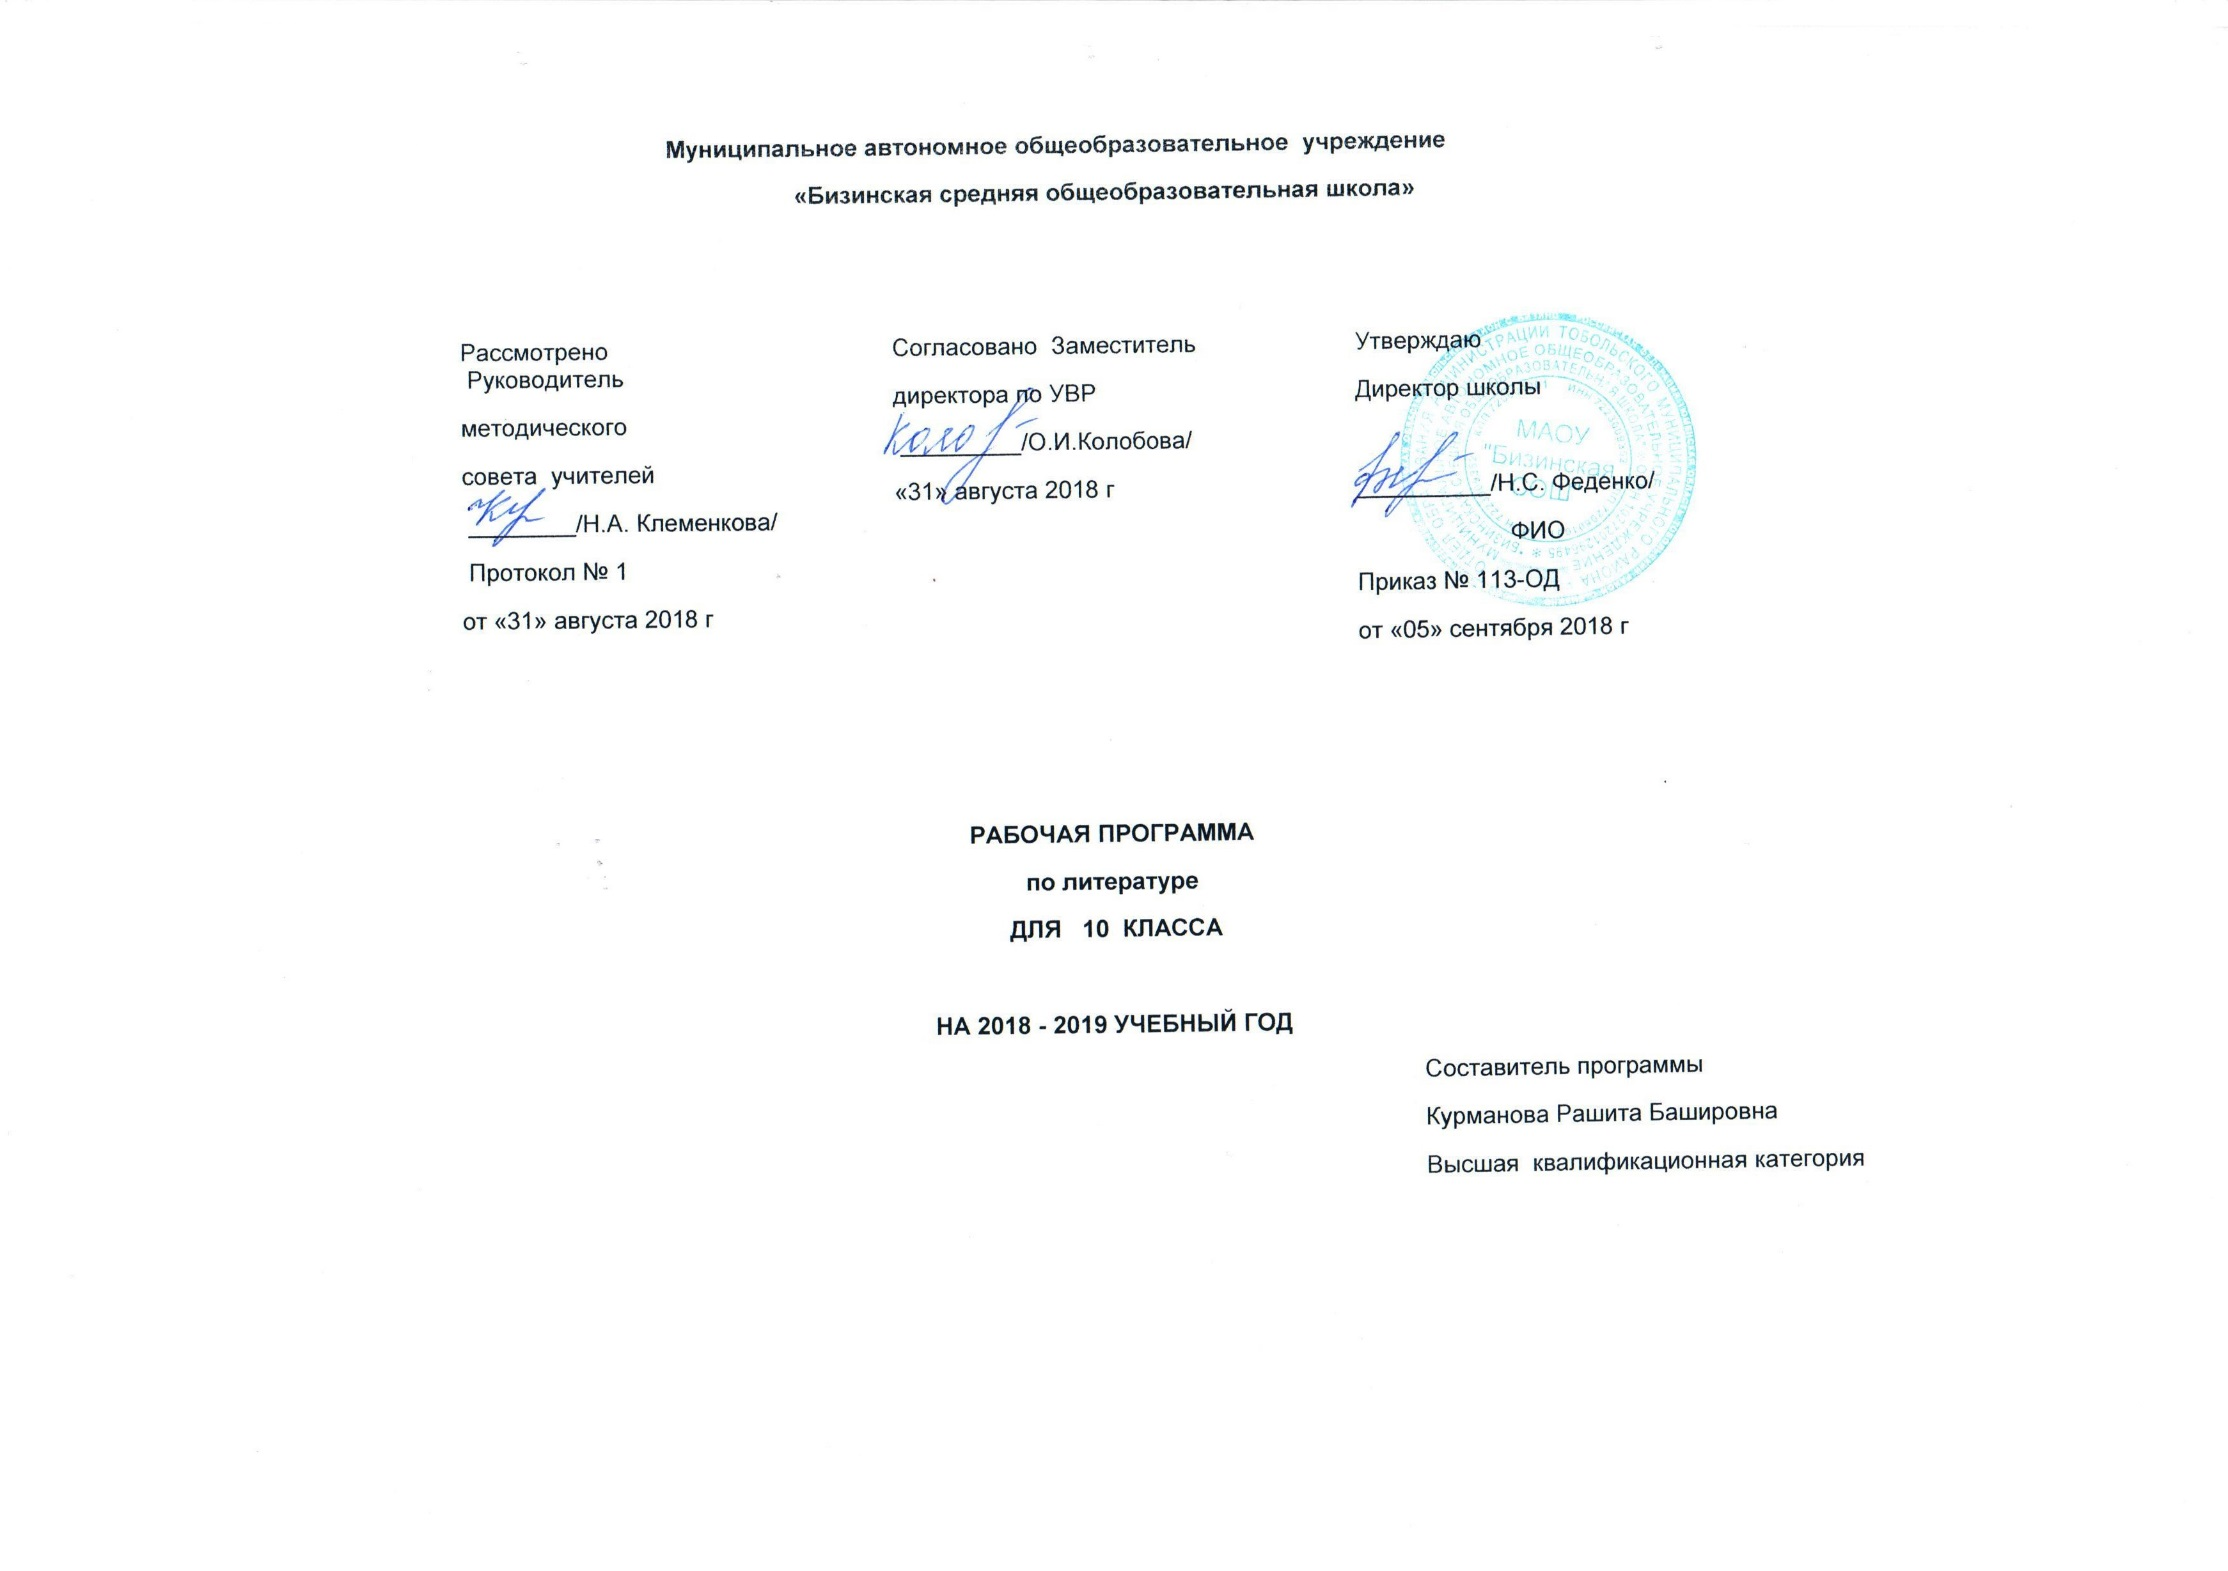 Муниципальное автономное общеобразовательное учреждение
«Бизинская средняя общеобразовательная школа»
Рассмотрено
Руководитель
методического
совета учителей
/Н.А. Клеменкова/
Протокол № 1
от «31» августа 2018 г
Согласовано Заместитель
директора по УВР
/О.И.Колобова/
«31» августа 2018 г
Утверждаю
Директор школы
/Н.С. Феденко/
ФИО
Приказ № 113-ОД
от «05» сентября 2018 г
МАОУ
"Бизинская
СОШ"
РАБОЧАЯ ПРОГРАММА
по литературе
ДЛЯ 10 КЛАССА
НА 2018 - 2019 УЧЕБНЫЙ ГОД
Составитель программы
Курманова Рашита Башировна
Высшая квалификационная категория